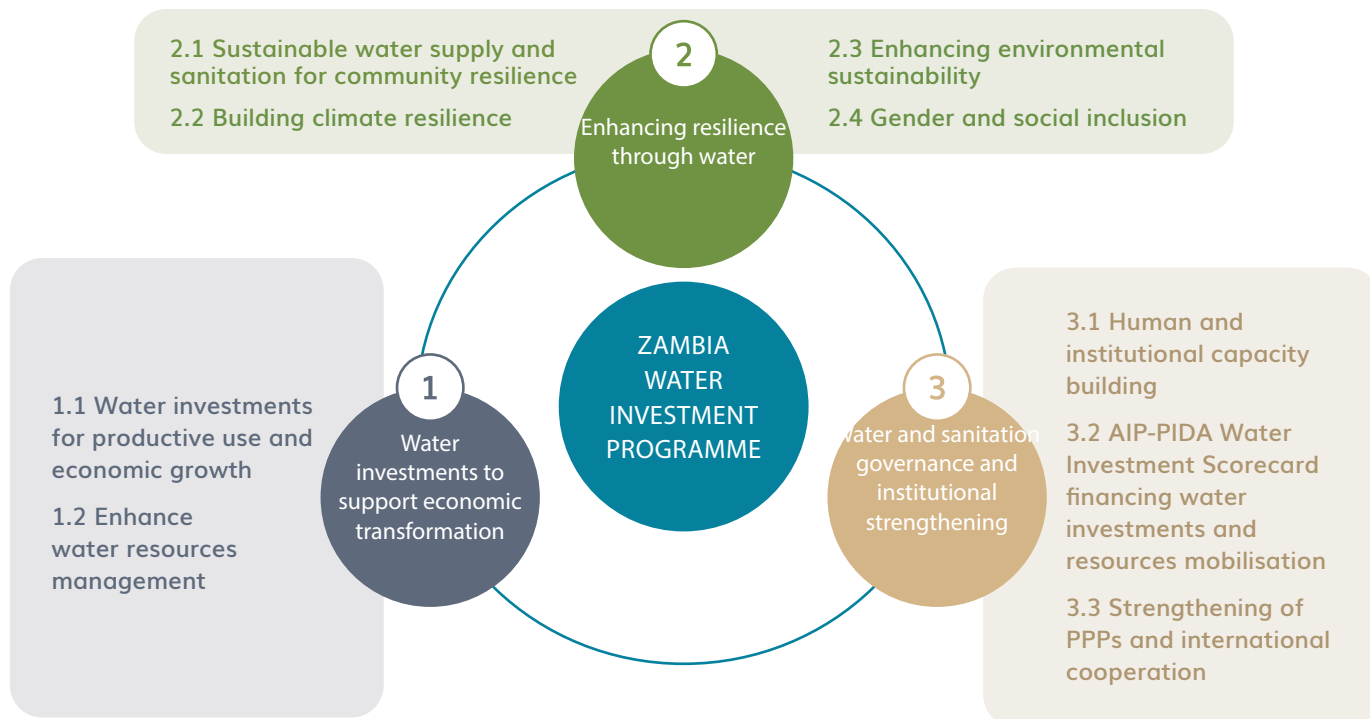 2.1 Sustainable water supply and
sanitation for community resilience
2.2 Building climate resilience
2
Enhancing resilience
through water
2.3 Enhancing environmental
sustainability
2.4 Gender and social inclusion
1.1 Water investments
for productive use and
economic growth
1.2 Enhance
water resources
management
1
Water
investments to
support economic
transformation
ZAMBIA
WATER
INVESTMENT
PROGRAMME
3
Water and sanitation
governance and
institutional
strengthening
3.1 Human and
institutional capacity
building
3.2 AIP-PIDA Water
Investment Scorecard
financing water
investments and
resources mobilisation
3.3 Strengthening of
PPPs and international
cooperation